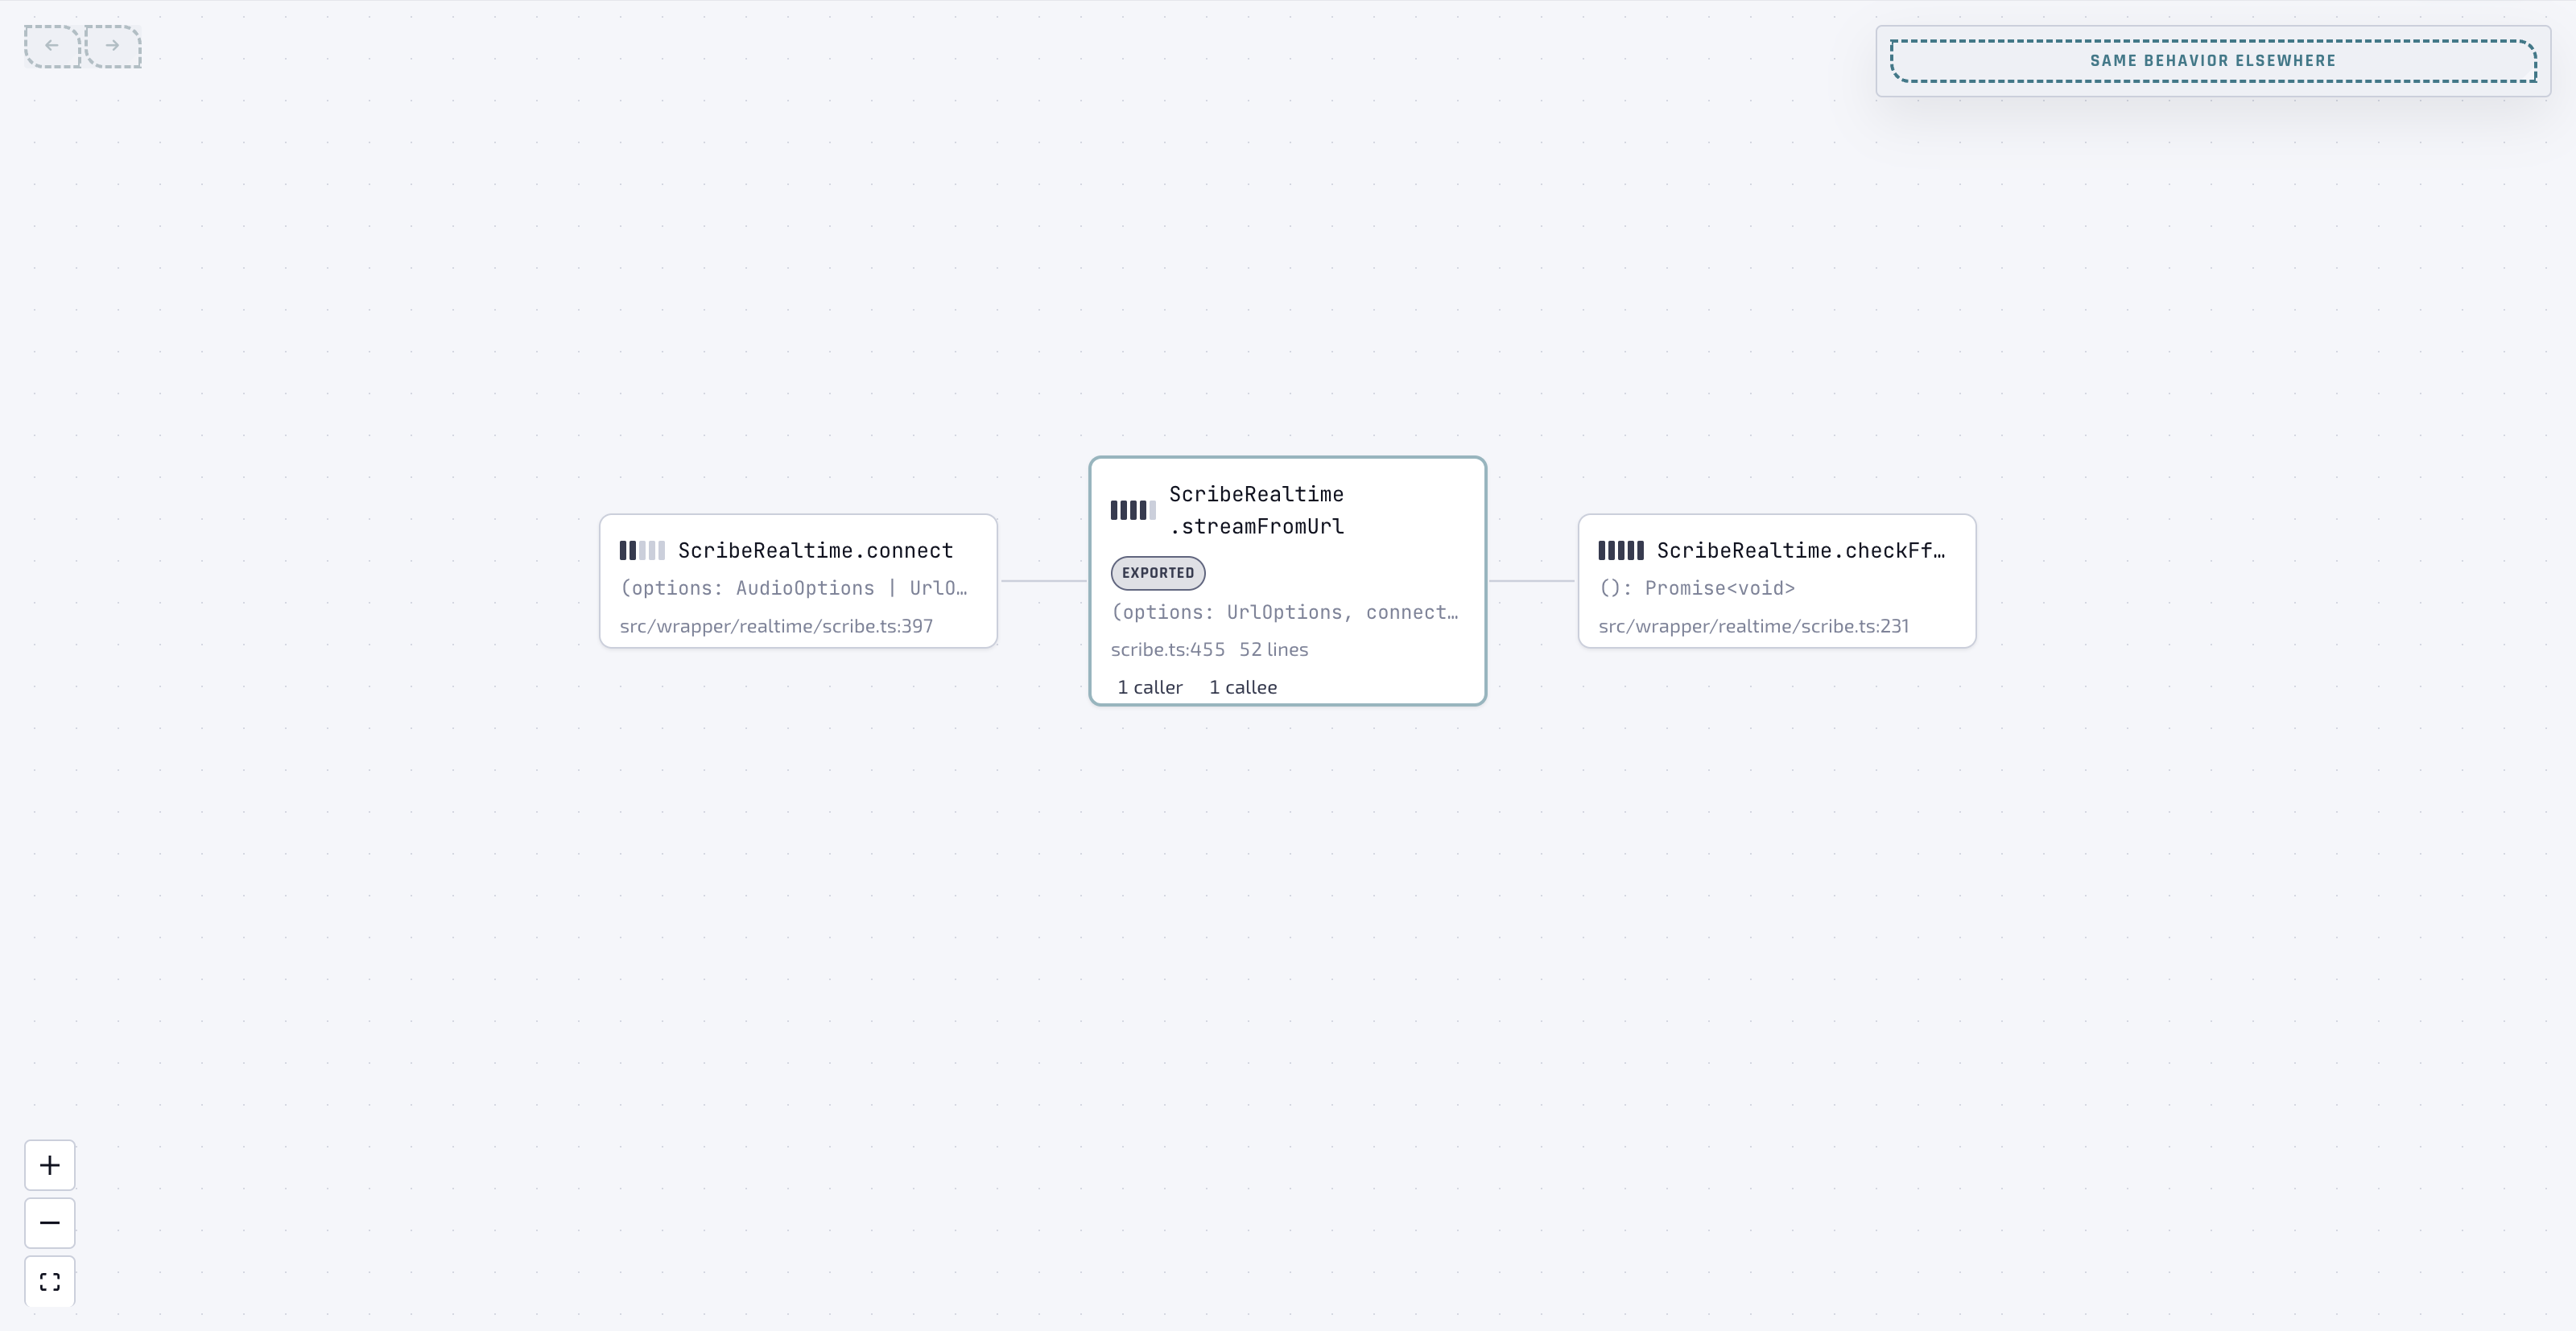 SAME BEHAVIOR ELSEWHERE
ScribeRealtime.connect
(options: AudioOptions | UrlO…
src/wrapper/realtime/scribe.ts:397
ScribeRealtime
.streamFromUrl
EXPORTED
(options: UrlOptions, connect…
scribe.ts:455 52 lines
1 caller 1 callee
ScribeRealtime.checkFf…
(): Promise<void>
src/wrapper/realtime/scribe.ts:231